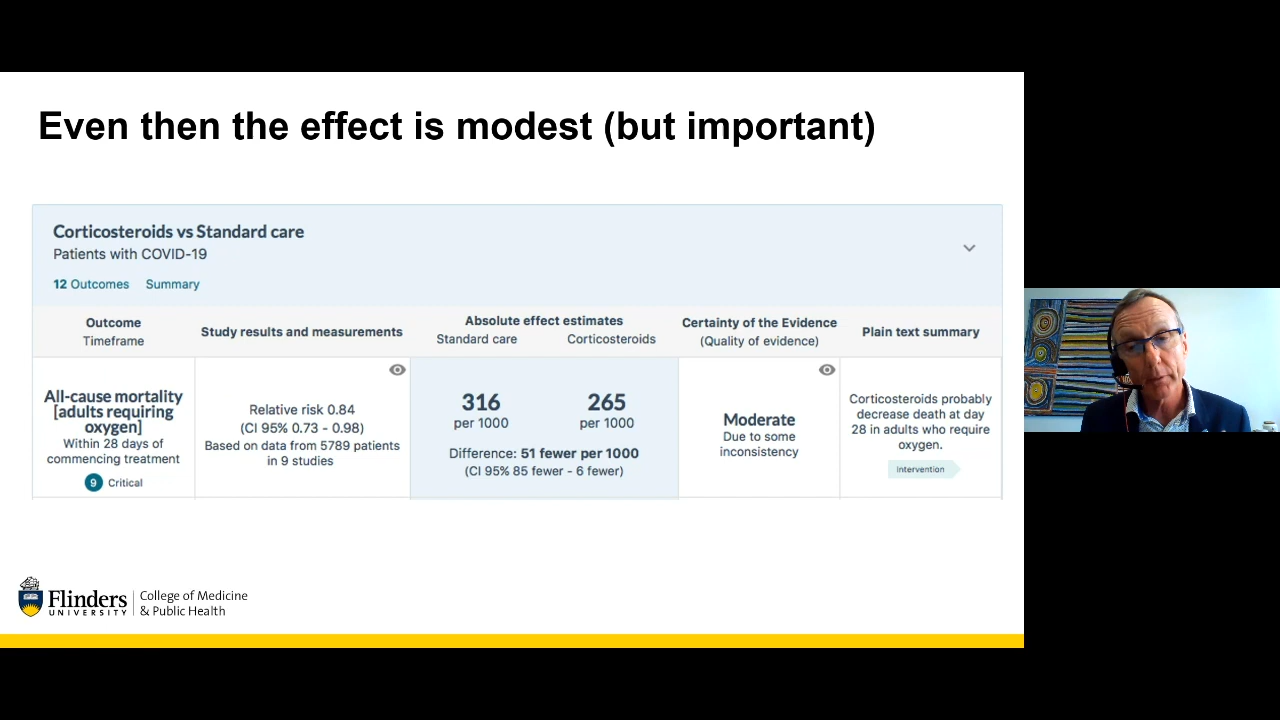 Even then the effect is modest (but important)
Corticosteroids vs Standard care
Patients with COVID-19
12 Outcomes Summary
Outcome
Timeframe
Study results and measurements
Absolute effect estimates
Standard care Corticosteroids
Certainty of the Evidence
(Quality of evidence)
Plain text summary
All-cause mortality
[adults requiring
oxygen]
Within 28 days of
commencing treatment
9 Critical
Relative risk 0.84
(CI 95% 0.73 - 0.98)
Based on data from 5789 patients
in 9 studies
316 265
per 1000 per 1000
Difference: 51 fewer per 1000
(CI 95% 85 fewer - 6 fewer)
Moderate
Due to some
inconsistency
Corticosteroids probably
decrease death at day
28 in adults who require
oxygen.
Intervention
Flinders
UNIVERSITY
College of Medicine
& Public Health